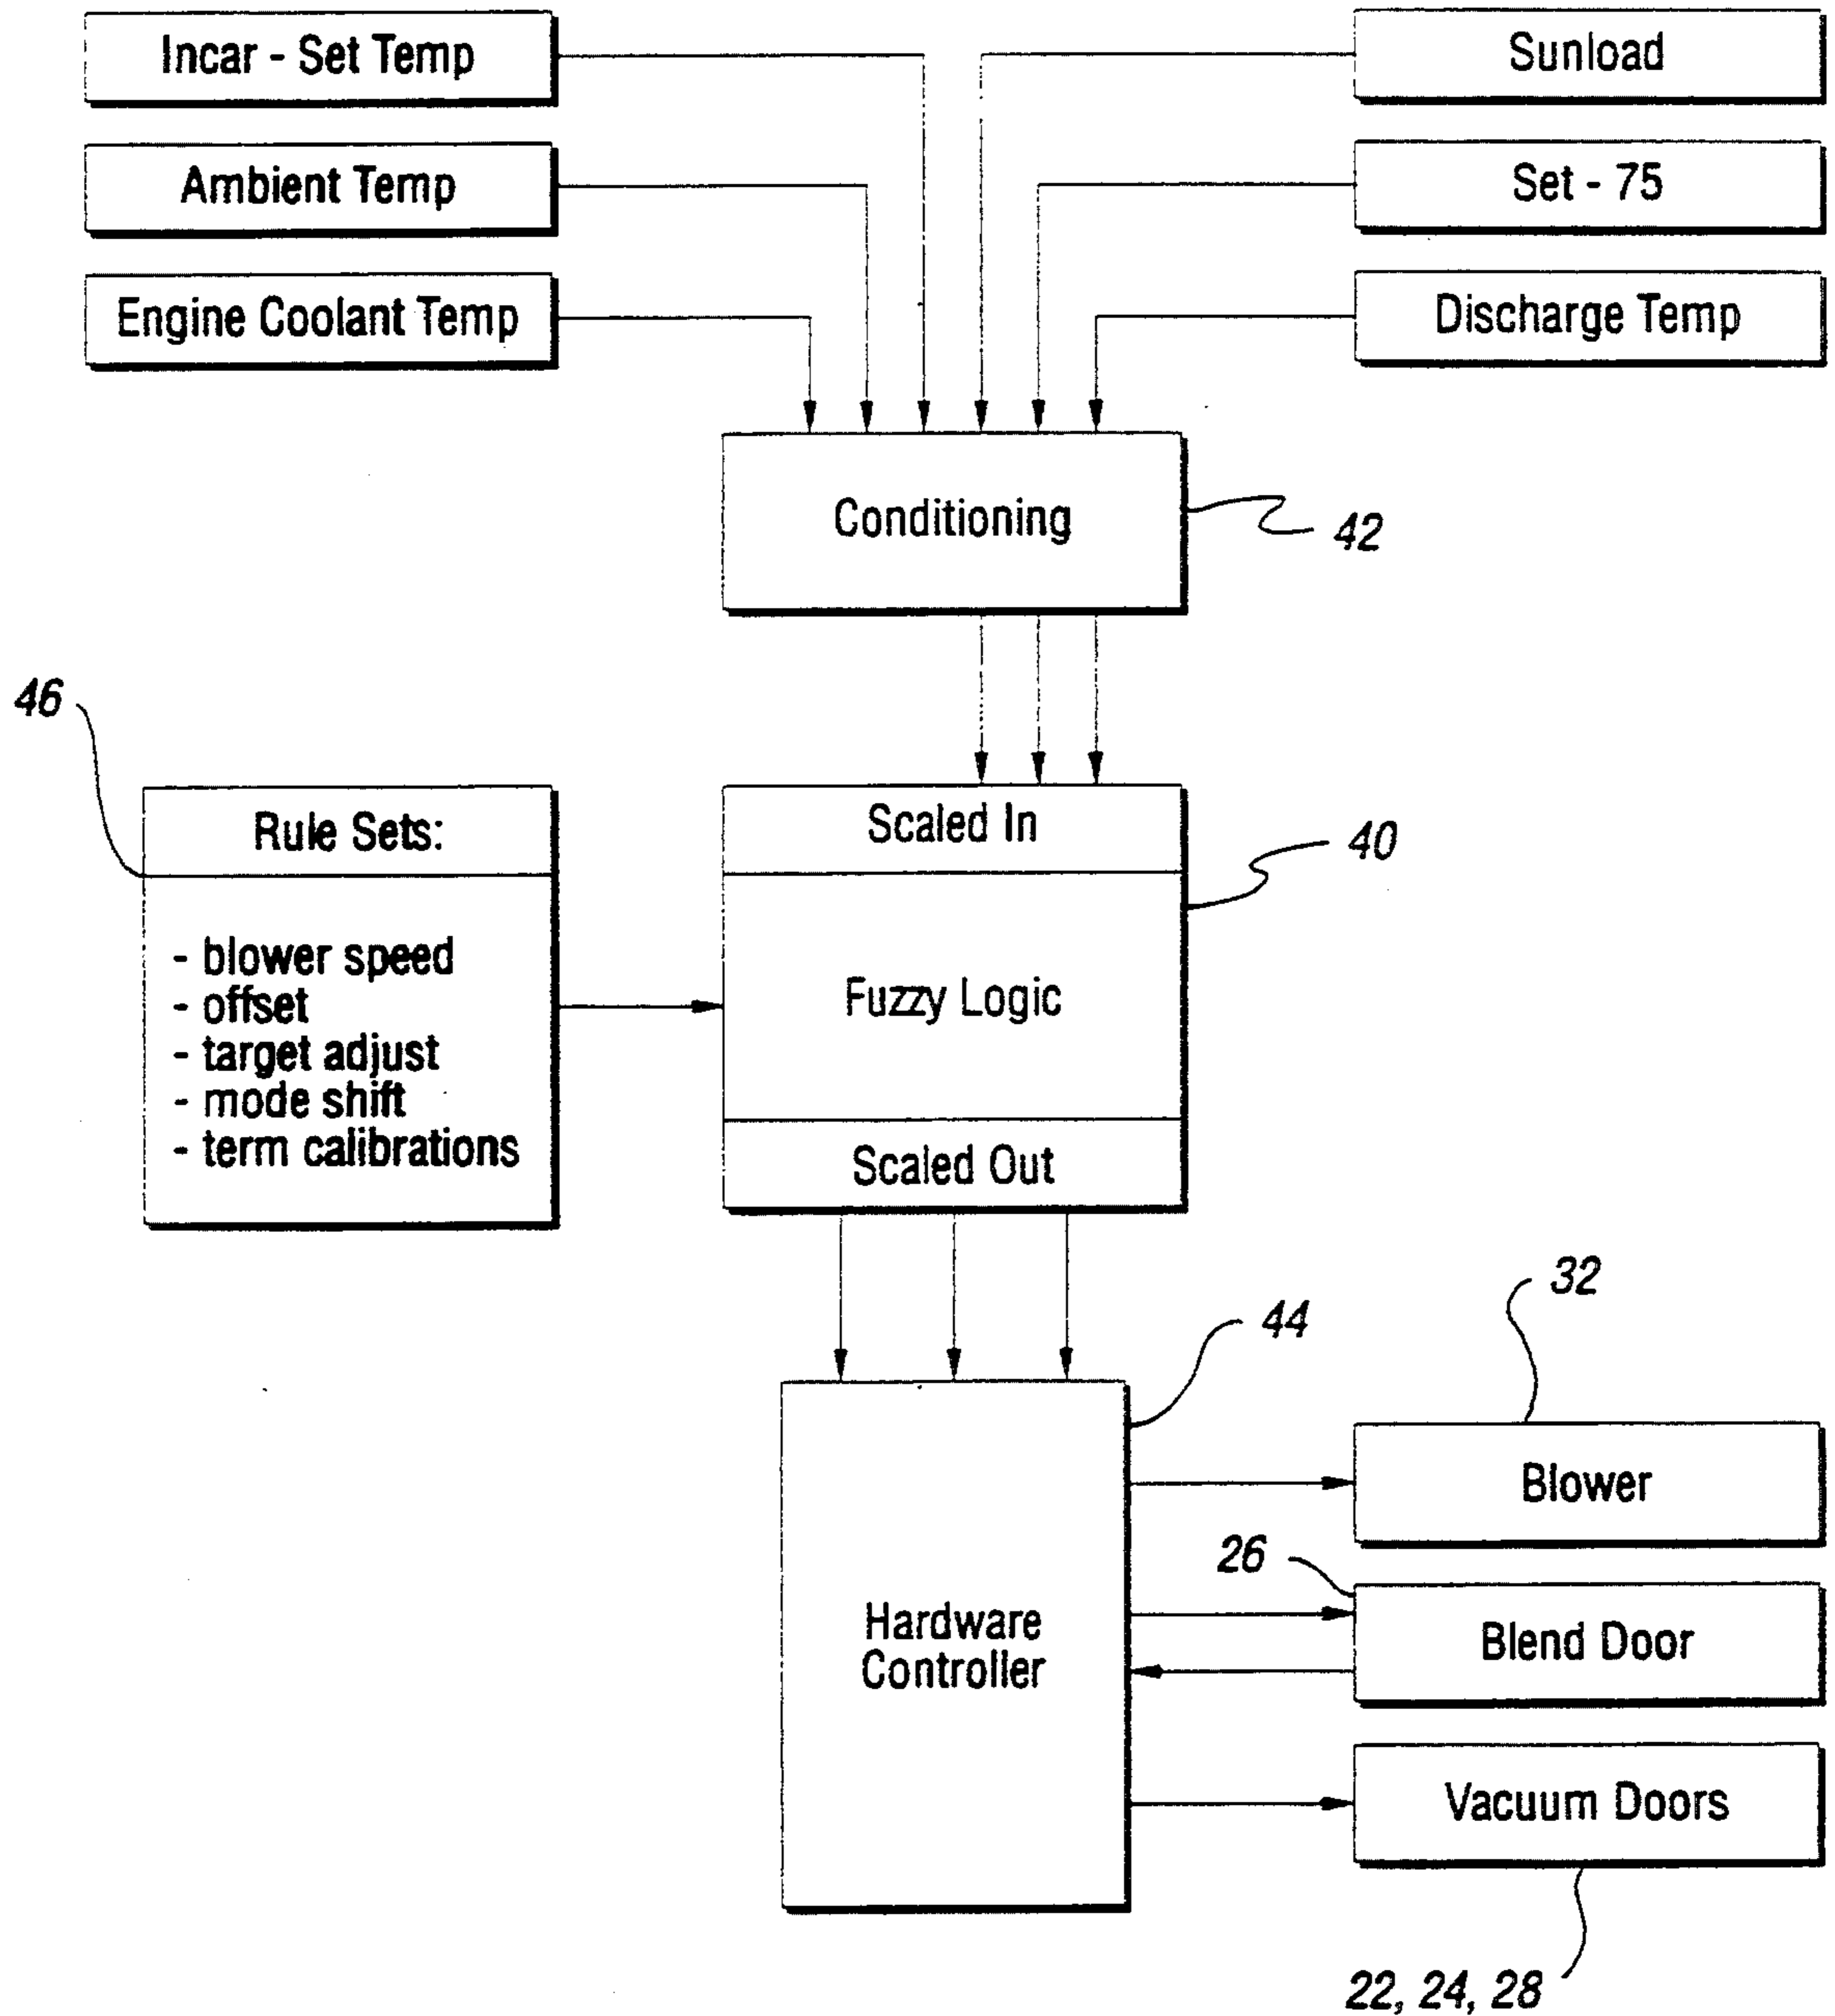 Incar - Set Temp
Sunload
Ambient Temp
Set - 75
Engine Coolant Temp
Discharge Temp
Conditioning
42
46
Rule Sets:
- blower speed
- offset
- target adjust
- mode shift
- term calibrations
Scaled In
40
Fuzzy Logic
Scaled Out
32
44
Blower
26
Hardware
Controller
Blend Door
Vacuum Doors
22, 24, 28